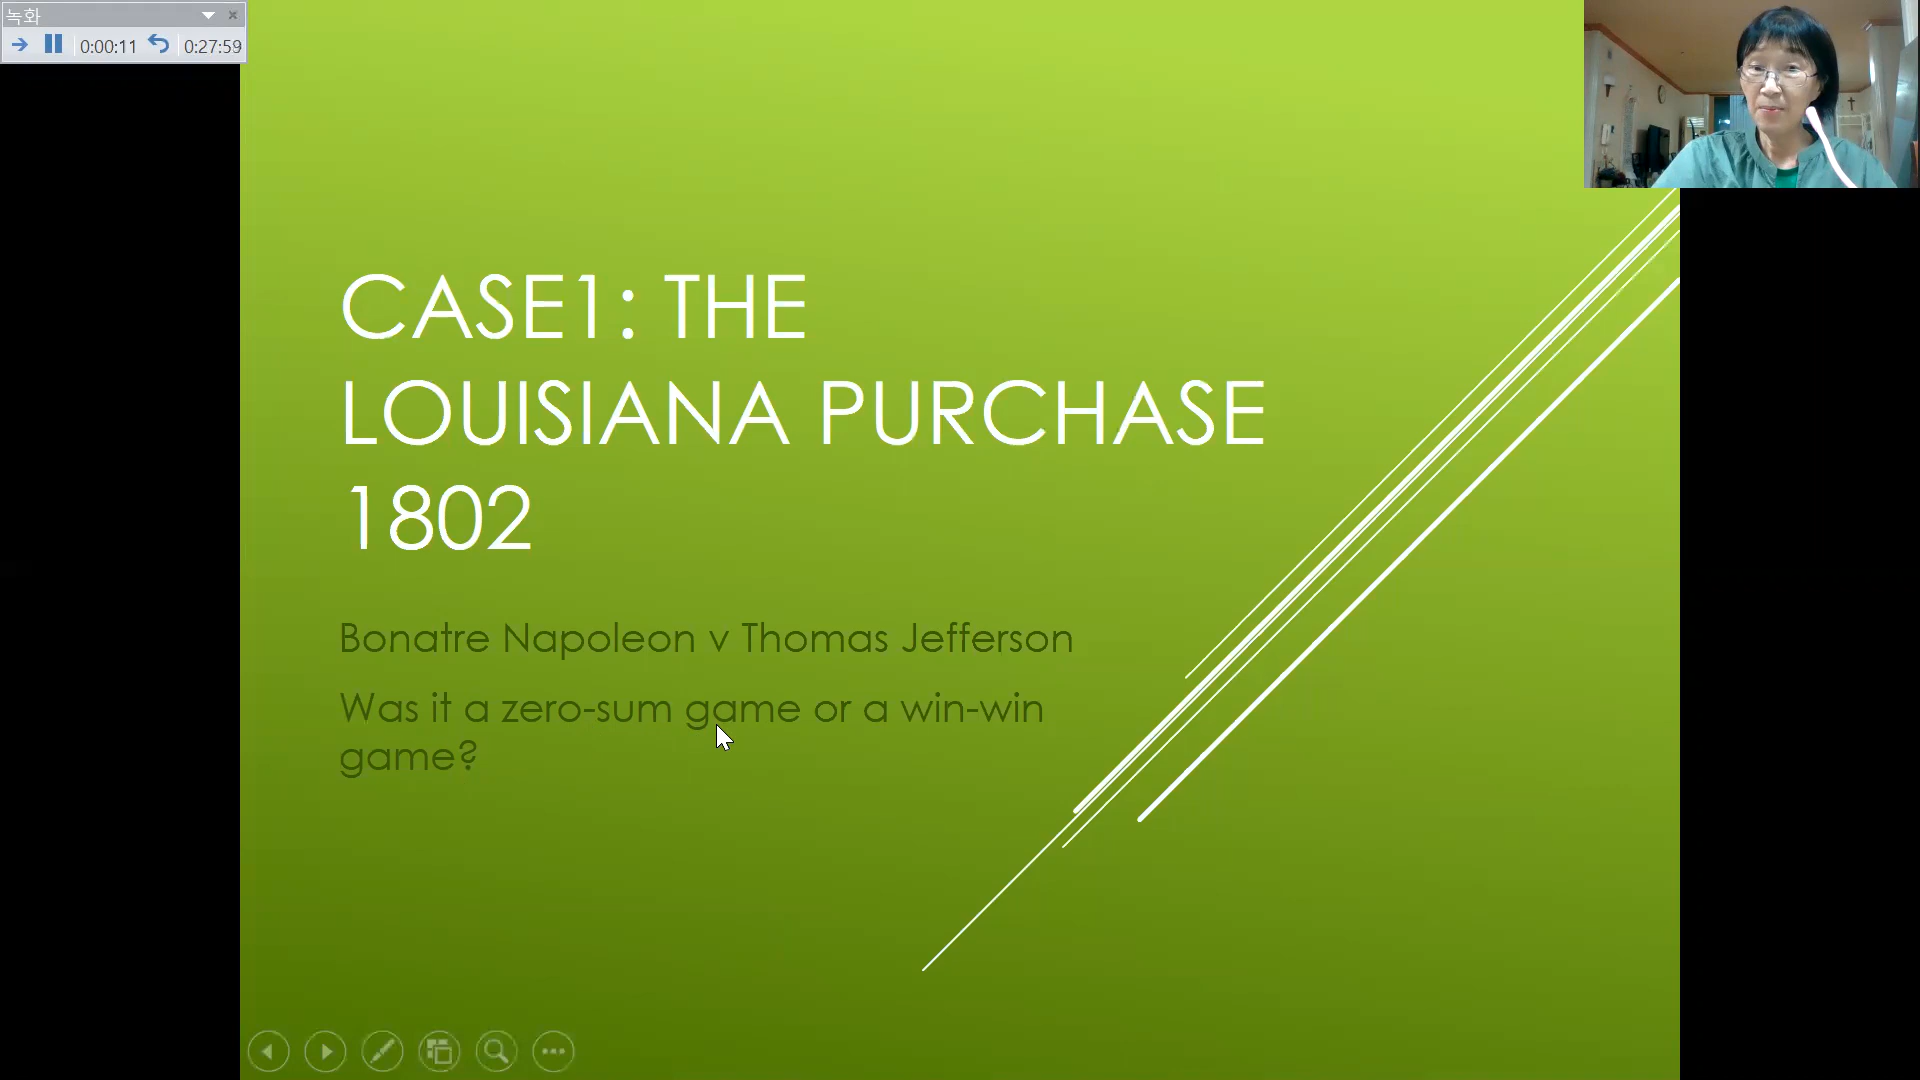 녹화
0:00:11 0:27:59
CASE1: THE
LOUISIANA PURCHASE
1802
Bonatre Napoleon v Thomas Jefferson
Was it a zero-sum game or a win-win
game?